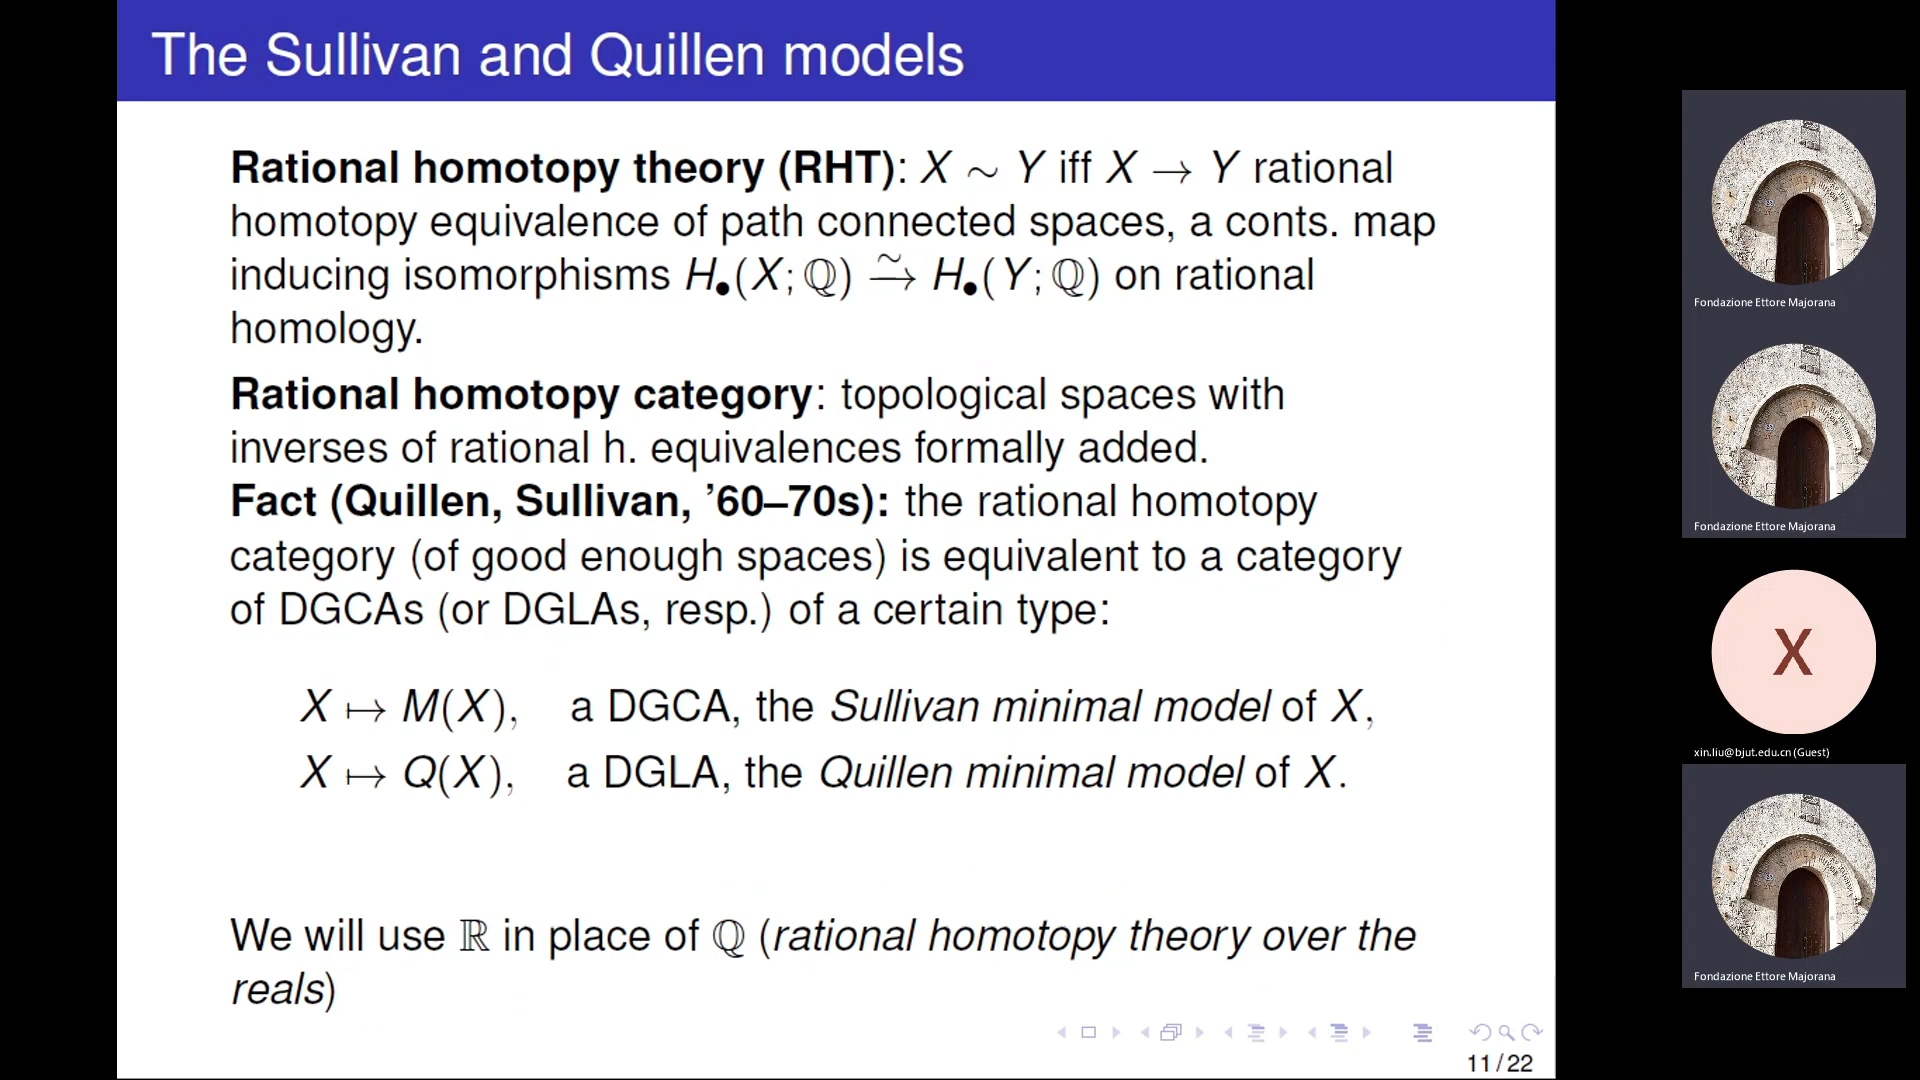 The Sullivan and Quillen models
Rational homotopy theory (RHT): X ∼ Y iff X → Y rational
homotopy equivalence of path connected spaces, a conts. map
inducing isomorphisms H•(X; ℚ) →̃ H•(Y; ℚ) on rational
homology.
Rational homotopy category: topological spaces with
inverses of rational h. equivalences formally added.
Fact (Quillen, Sullivan, ’60–70s): the rational homotopy
category (of good enough spaces) is equivalent to a category
of DGCAs (or DGLAs, resp.) of a certain type:
X ↦ M(X), a DGCA, the Sullivan minimal model of X,
X ↦ Q(X), a DGLA, the Quillen minimal model of X.
We will use ℝ in place of ℚ (rational homotopy theory over the
reals)
11 / 22
Fondazione Ettore Majorana
Fondazione Ettore Majorana
X
xin.liu@bjut.edu.cn (Guest)
Fondazione Ettore Majorana